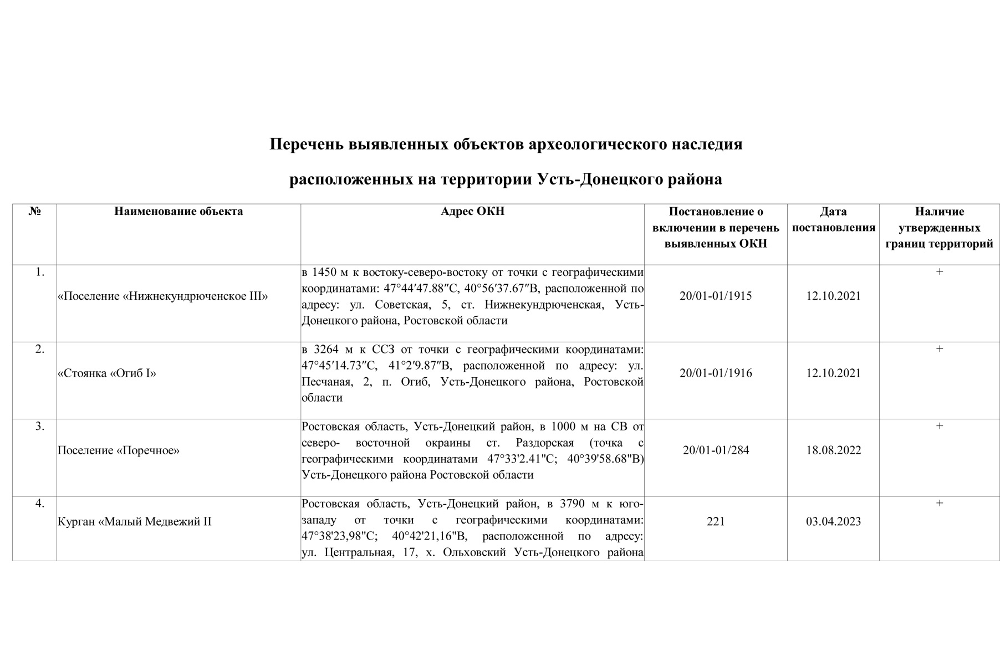 Перечень выявленных объектов археологического наследия
расположенных на территории Усть-Донецкого района
№
Наименование объекта
Адрес ОКН
Постановление о
включении в перечень
выявленных ОКН
Дата
постановления
Наличие
утвержденных
границ территорий
1.
«Поселение «Нижнекундрюченское III»
в 1450 м к востоку-северо-востоку от точки с географическими
координатами: 47°44′47.88″С, 40°56′37.67″В, расположенной по
адресу: ул. Советская, 5, ст. Нижнекундрюченская, Усть-
Донецкого района, Ростовской области
20/01-01/1915
12.10.2021
+
2.
«Стоянка «Огиб I»
в 3264 м к ССЗ от точки с географическими координатами:
47°45′14.73″С, 41°2′9.87″В, расположенной по адресу: ул.
Песчаная, 2, п. Огиб, Усть-Донецкого района, Ростовской
области
20/01-01/1916
12.10.2021
+
3.
Поселение «Поречное»
Ростовская область, Усть-Донецкий район, в 1000 м на СВ от
северо- восточной окраины ст. Раздорская (точка с
географическими координатами 47°33'2.41"С; 40°39'58.68"В)
Усть-Донецкого района Ростовской области
20/01-01/284
18.08.2022
+
4.
Курган «Малый Медвежий II
Ростовская область, Усть-Донецкий район, в 3790 м к юго-
западу от точки с географическими координатами:
47°38'23,98"С; 40°42'21,16"В, расположенной по адресу:
ул. Центральная, 17, х. Ольховский Усть-Донецкого района
221
03.04.2023
+